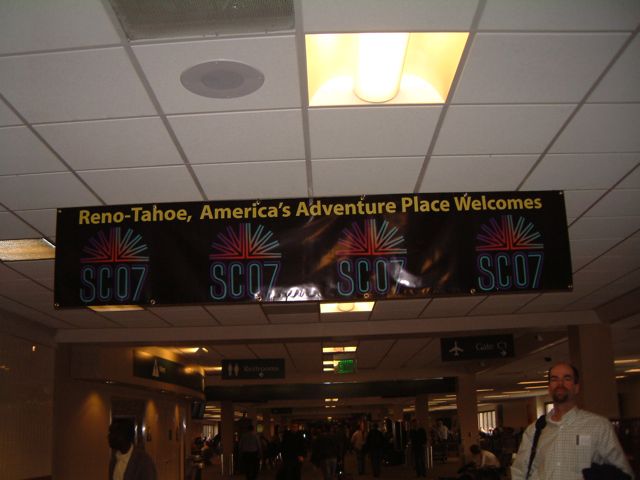 Reno-Tahoe, America's Adventure Place Welcomes
SC07 SC07 SC07 SC07
Restrooms
Gate C1